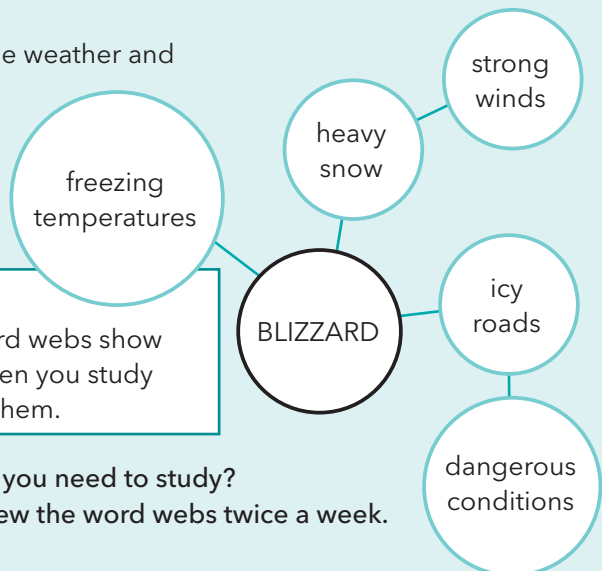 e weather and
strong
winds
heavy
snow
freezing
temperatures
BLIZZARD
icy
roads
rd webs show
en you study
hem.
dangerous
conditions
you need to study?
ew the word webs twice a week.